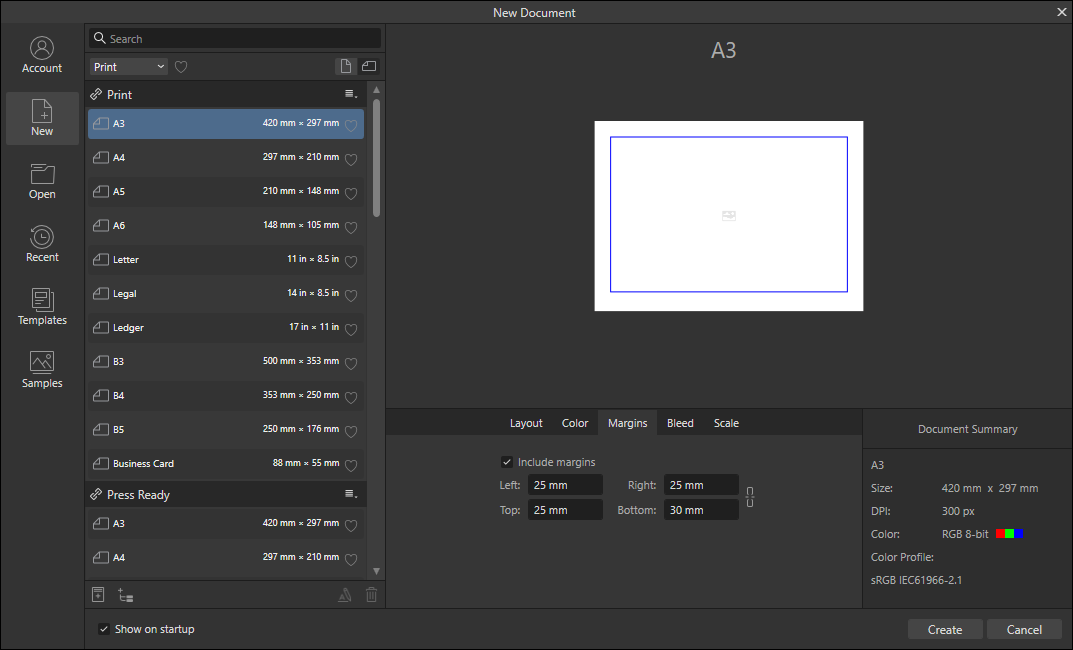 New Document
Account
New
Open
Recent
Templates
Samples
Search
Print
Print
A3 420 mm × 297 mm
A4 297 mm × 210 mm
A5 210 mm × 148 mm
A6 148 mm × 105 mm
Letter 11 in × 8.5 in
Legal 14 in × 8.5 in
Ledger 17 in × 11 in
B3 500 mm × 353 mm
B4 353 mm × 250 mm
B5 250 mm × 176 mm
Business Card 88 mm × 55 mm
Press Ready
A3 420 mm × 297 mm
A4 297 mm × 210 mm
Show on startup
A3
Layout Color Margins Bleed Scale
Include margins
Left: 25 mm Right: 25 mm
Top: 25 mm Bottom: 30 mm
Document Summary
A3
Size: 420 mm x 297 mm
DPI: 300 px
Color: RGB 8-bit
Color Profile:
sRGB IEC61966-2.1
Create Cancel